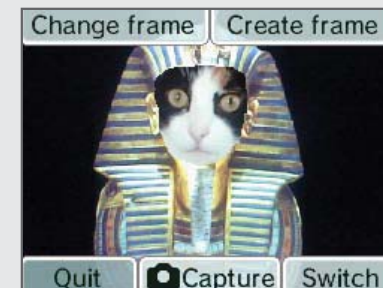 Change frame
Create frame
Quit
Capture
Switch